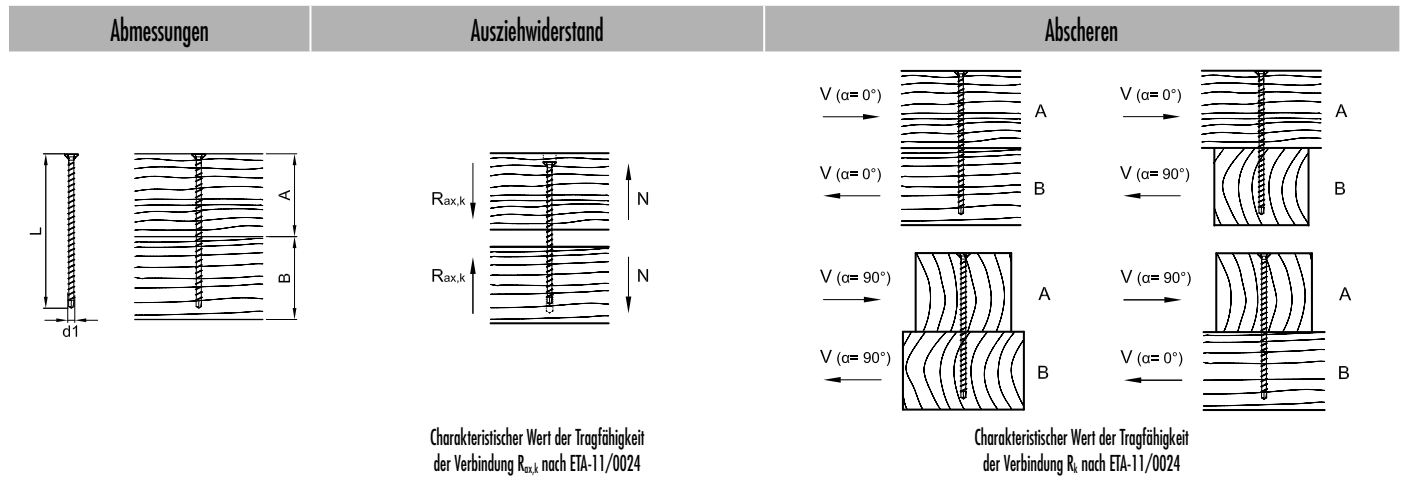 Abmessungen
Ausziehwiderstand
Abscheren
L
d1
A
B
Rax,k
Rax,k
N
N
V (α= 0°)
V (α= 0°)
A
B
V (α= 0°)
V (α= 90°)
A
B
V (α= 90°)
V (α= 90°)
A
B
V (α= 90°)
V (α= 0°)
A
B
Charakteristischer Wert der Tragfähigkeit
der Verbindung Rax,k nach ETA-11/0024
Charakteristischer Wert der Tragfähigkeit
der Verbindung Rk nach ETA-11/0024